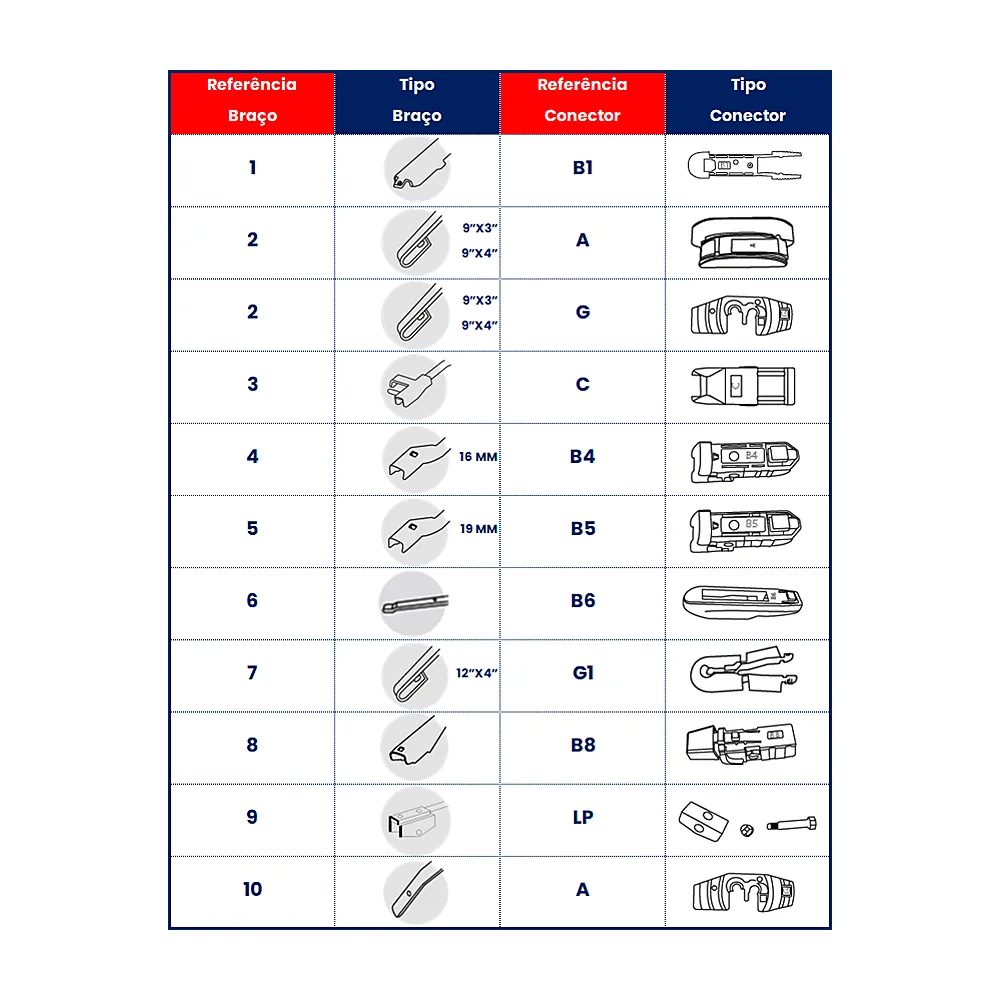 Referência Tipo Referência Tipo
Braço Braço Conector Conector
1 B1
2 9”X3” 9”X4” A
2 9”X3” 9”X4” G
3 C C
4 16 MM B4 B4
5 19 MM B5 B5
6 B6
7 12”X4” G1
8 B8
9 LP
10 A